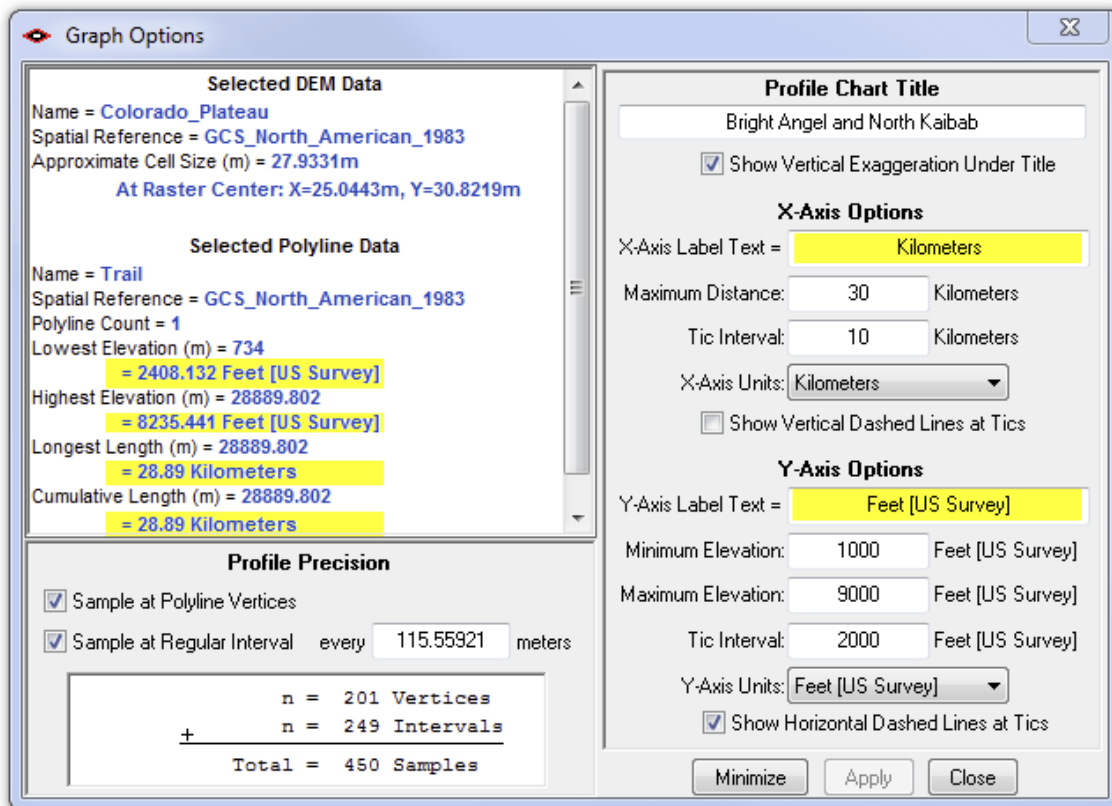 Graph Options
Selected DEM Data
Name = Colorado_Plateau
Spatial Reference = GCS_North_American_1983
Approximate Cell Size (m) = 27.9331m
At Raster Center: X=25.0443m, Y=30.8219m
Selected Polyline Data
Name = Trail
Spatial Reference = GCS_North_American_1983
Polyline Count = 1
Lowest Elevation (m) = 734
= 2408.132 Feet [US Survey]
Highest Elevation (m) = 28889.802
= 8235.441 Feet [US Survey]
Longest Length (m) = 28889.802
= 28.89 Kilometers
Cumulative Length (m) = 28889.802
= 28.89 Kilometers
Profile Precision
Sample at Polyline Vertices
Sample at Regular Interval every 115.55921 meters
n = 201 Vertices
+ n = 249 Intervals
Total = 450 Samples
Profile Chart Title
Bright Angel and North Kaibab
Show Vertical Exaggeration Under Title
X-Axis Options
X-Axis Label Text = Kilometers
Maximum Distance: 30 Kilometers
Tic Interval: 10 Kilometers
X-Axis Units: Kilometers
Show Vertical Dashed Lines at Tics
Y-Axis Options
Y-Axis Label Text = Feet [US Survey]
Minimum Elevation: 1000 Feet [US Survey]
Maximum Elevation: 9000 Feet [US Survey]
Tic Interval: 2000 Feet [US Survey]
Y-Axis Units: Feet [US Survey]
Show Horizontal Dashed Lines at Tics
Minimize Apply Close